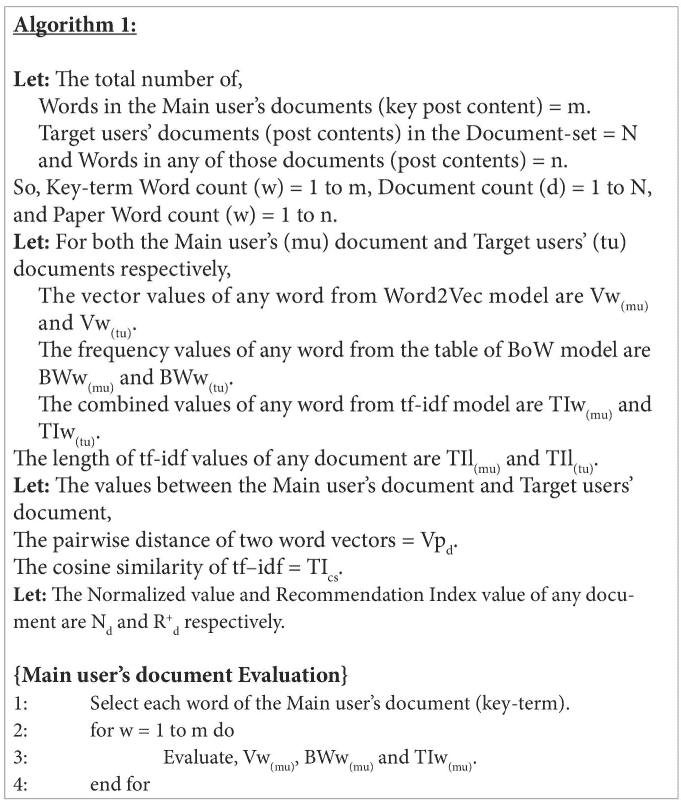 Algorithm 1:
Let: The total number of,
Words in the Main user's documents (key post content) = m.
Target users' documents (post contents) in the Document-set = N
and Words in any of those documents (post contents) = n.
So, Key-term Word count (w) = 1 to m, Document count (d) = 1 to N,
and Paper Word count (w) = 1 to n.
Let: For both the Main user's (mu) document and Target users' (tu)
documents respectively,
The vector values of any word from Word2Vec model are Vw(mu)
and Vw(tu).
The frequency values of any word from the table of BoW model are
BWw(mu) and BWw(tu).
The combined values of any word from tf-idf model are TIw(mu) and
TIw(tu).
The length of tf-idf values of any document are TIl(mu) and TIl(tu).
Let: The values between the Main user's document and Target users'
document,
The pairwise distance of two word vectors = Vpd.
The cosine similarity of tf–idf = TIcs.
Let: The Normalized value and Recommendation Index value of any docu-
ment are Nd and R+d respectively.
{Main user's document Evaluation}
1: Select each word of the Main user's document (key-term).
2: for w = 1 to m do
3: Evaluate, Vw(mu), BWw(mu) and TIw(mu).
4: end for